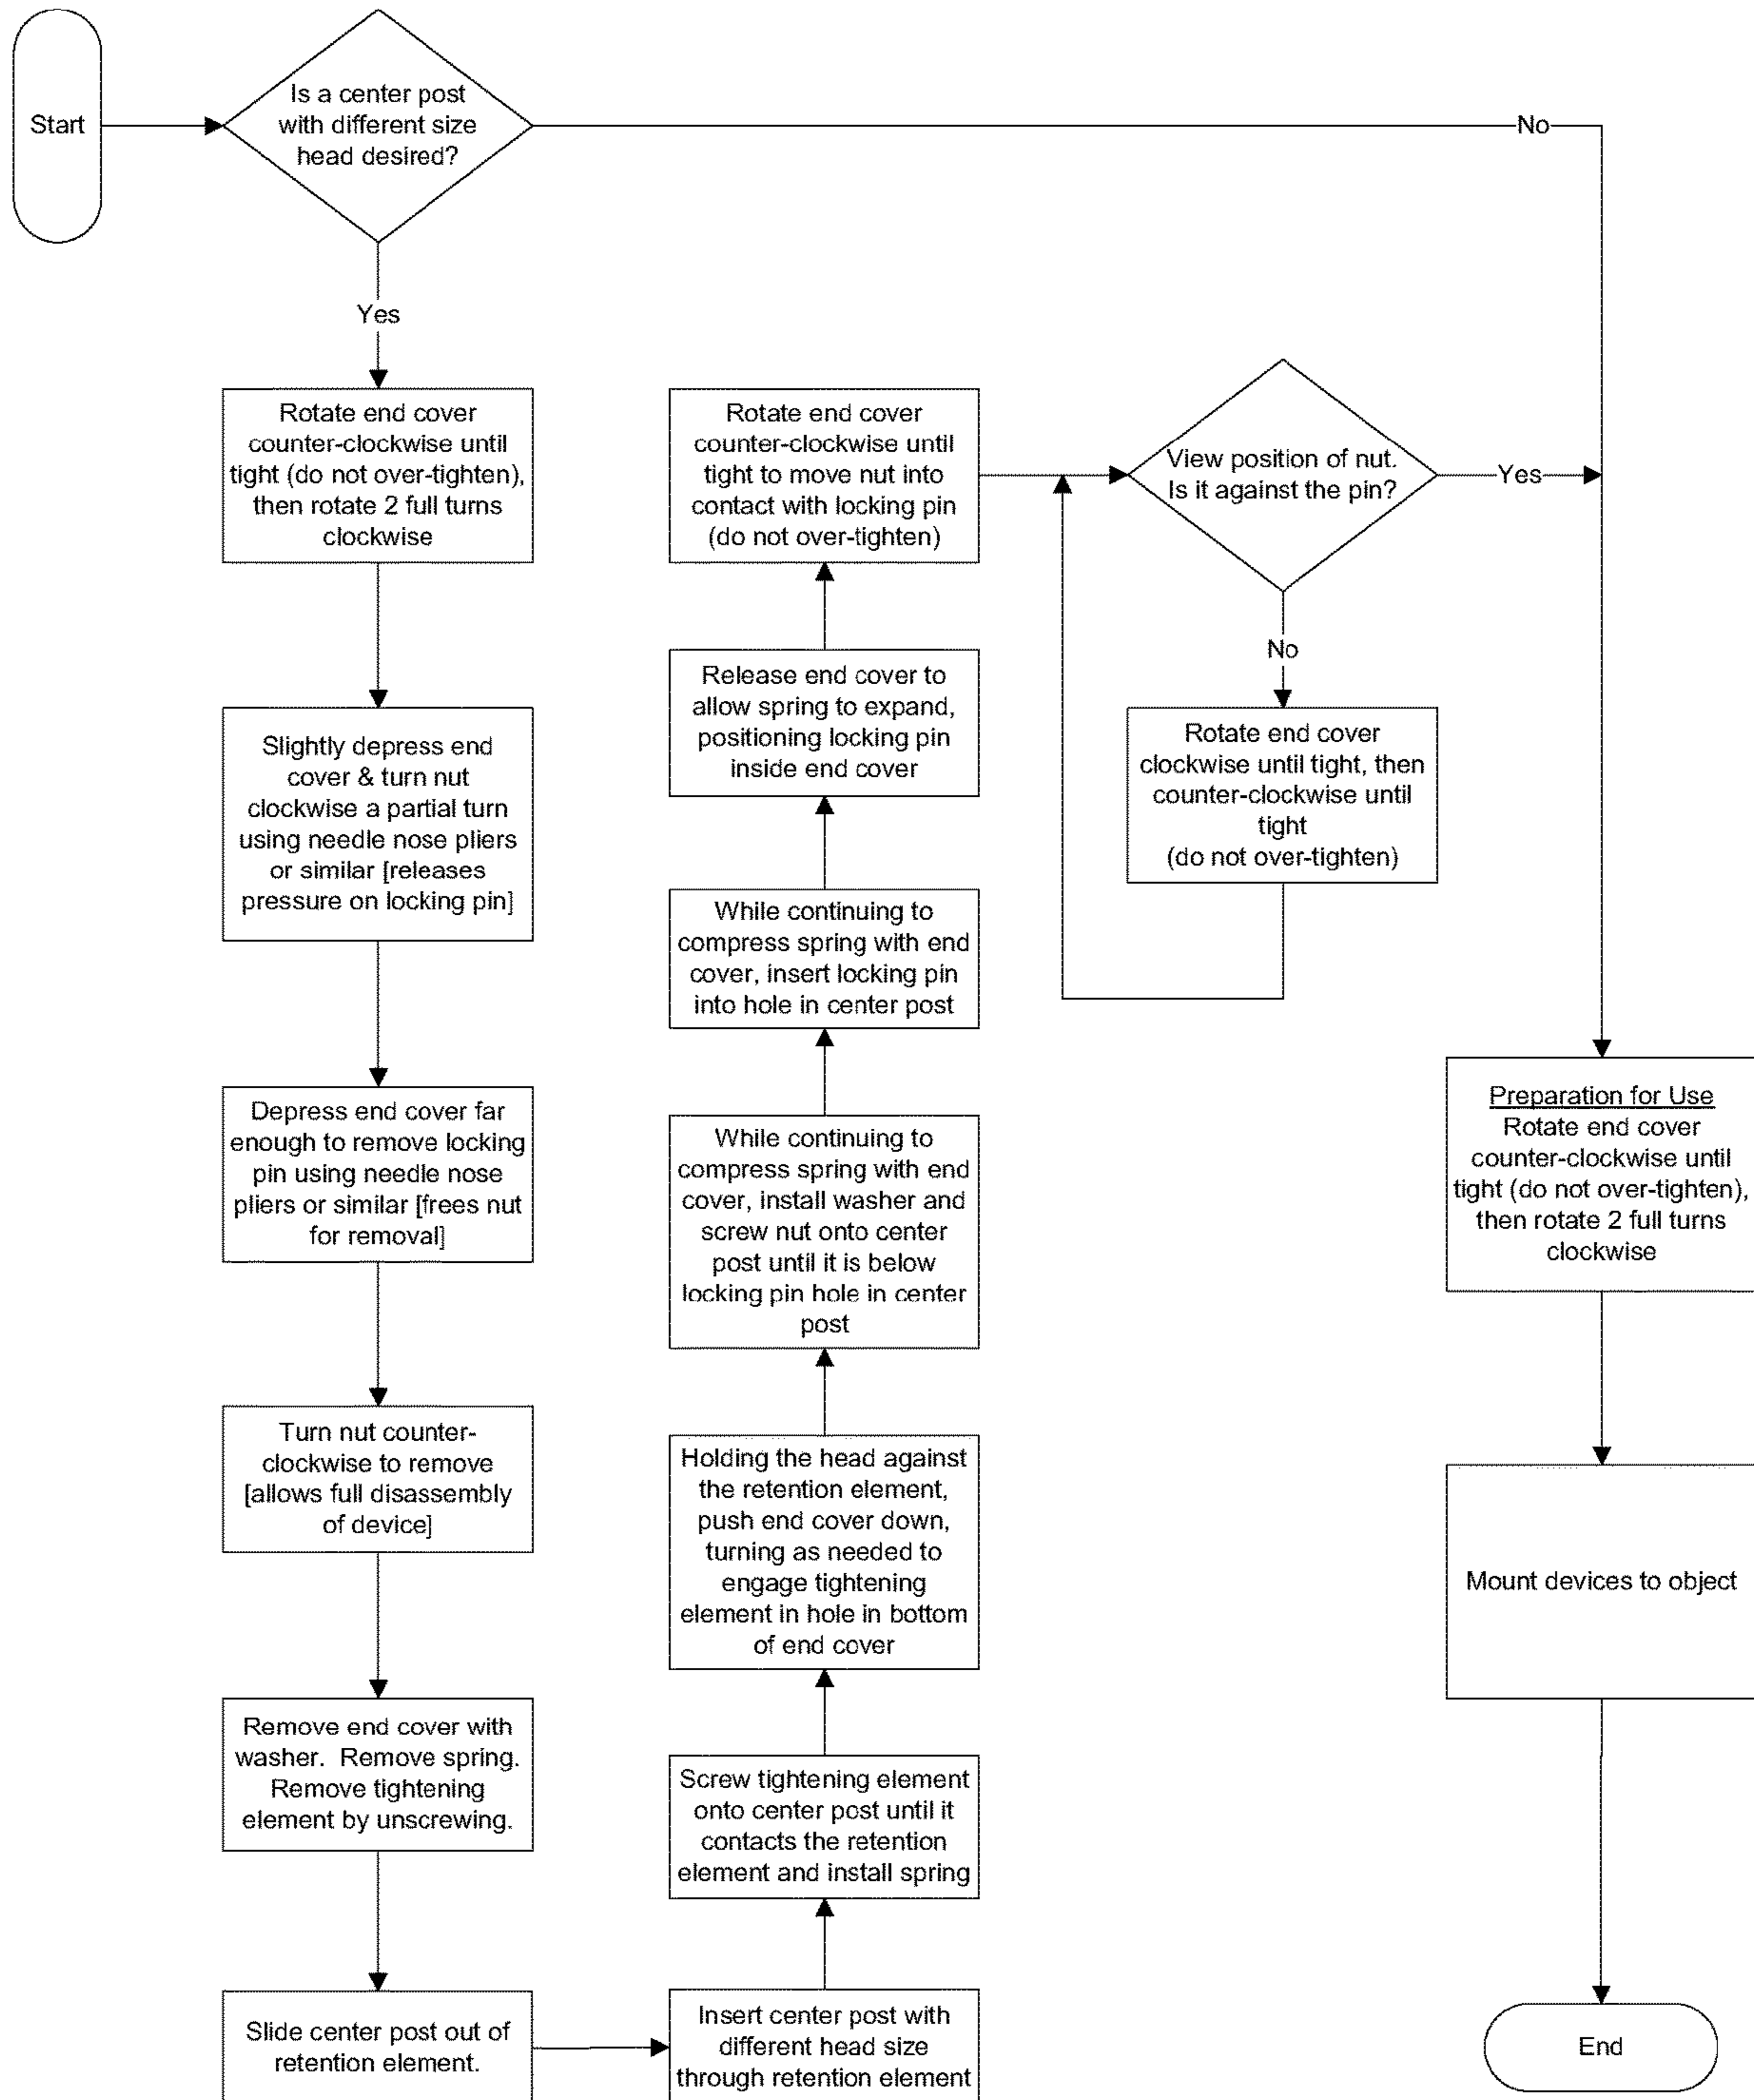 Start
Is a center post
with different size
head desired?
No
Yes
Rotate end cover
counter-clockwise until
tight (do not over-tighten),
then rotate 2 full turns
clockwise
Slightly depress end
cover & turn nut
clockwise a partial turn
using needle nose pliers
or similar [releases
pressure on locking pin]
Depress end cover far
enough to remove locking
pin using needle nose
pliers or similar [frees nut
for removal]
Turn nut counter-
clockwise to remove
[allows full disassembly
of device]
Remove end cover with
washer.  Remove spring.
Remove tightening
element by unscrewing.
Slide center post out of
retention element.
Insert center post with
different head size
through retention element
Screw tightening element
onto center post until it
contacts the retention
element and install spring
Holding the head against
the retention element,
push end cover down,
turning as needed to
engage tightening
element in hole in bottom
of end cover
While continuing to
compress spring with end
cover, install washer and
screw nut onto center
post until it is below
locking pin hole in center
post
While continuing to
compress spring with end
cover, insert locking pin
into hole in center post
Release end cover to
allow spring to expand,
positioning locking pin
inside end cover
Rotate end cover
counter-clockwise until
tight to move nut into
contact with locking pin
(do not over-tighten)
View position of nut.
Is it against the pin?
Yes
No
Rotate end cover
clockwise until tight, then
counter-clockwise until
tight
(do not over-tighten)
Preparation for Use
Rotate end cover
counter-clockwise until
tight (do not over-tighten),
then rotate 2 full turns
clockwise
Mount devices to object
End